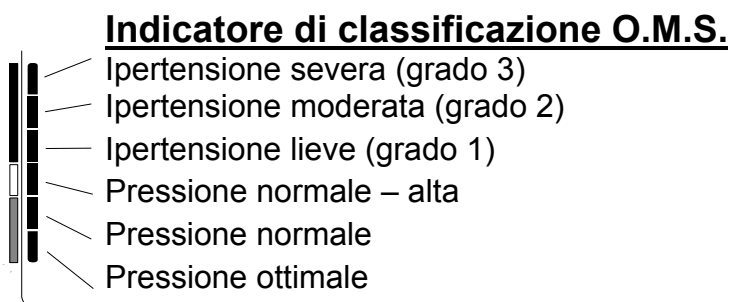 Indicatore di classificazione O.M.S.
Ipertensione severa (grado 3)
Ipertensione moderata (grado 2)
Ipertensione lieve (grado 1)
Pressione normale – alta
Pressione normale
Pressione ottimale